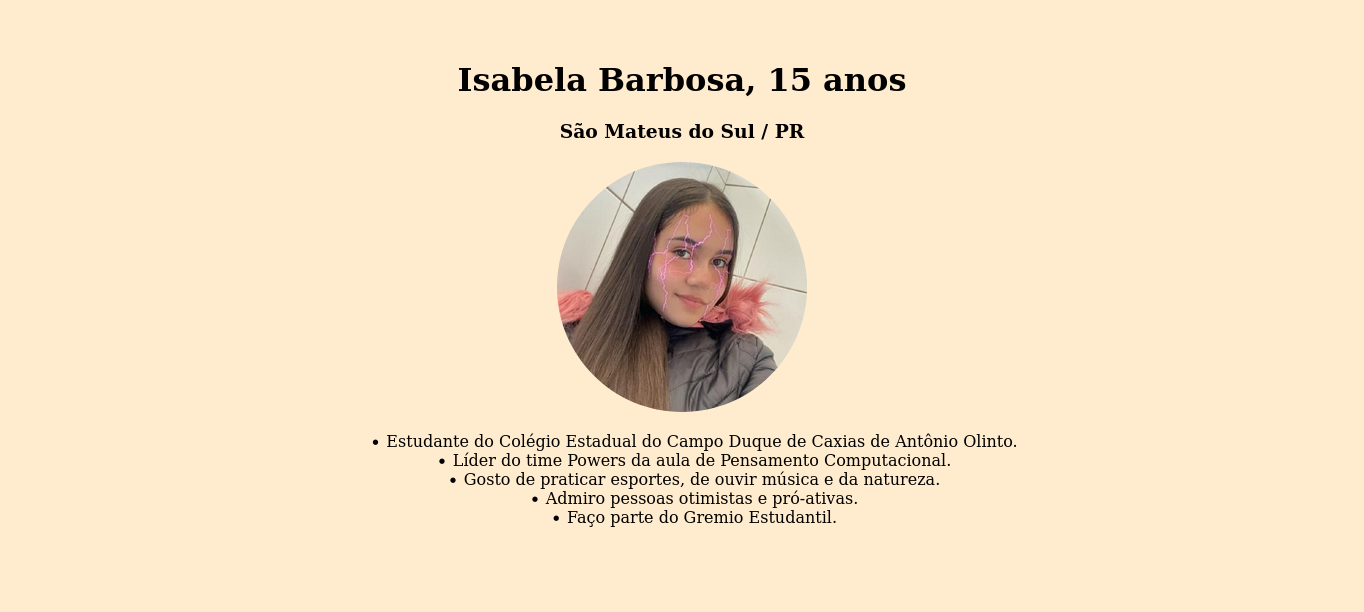 Isabela Barbosa, 15 anos
São Mateus do Sul / PR
• Estudante do Colégio Estadual do Campo Duque de Caxias de Antônio Olinto.
• Líder do time Powers da aula de Pensamento Computacional.
• Gosto de praticar esportes, de ouvir música e da natureza.
• Admiro pessoas otimistas e pró-ativas.
• Faço parte do Gremio Estudantil.